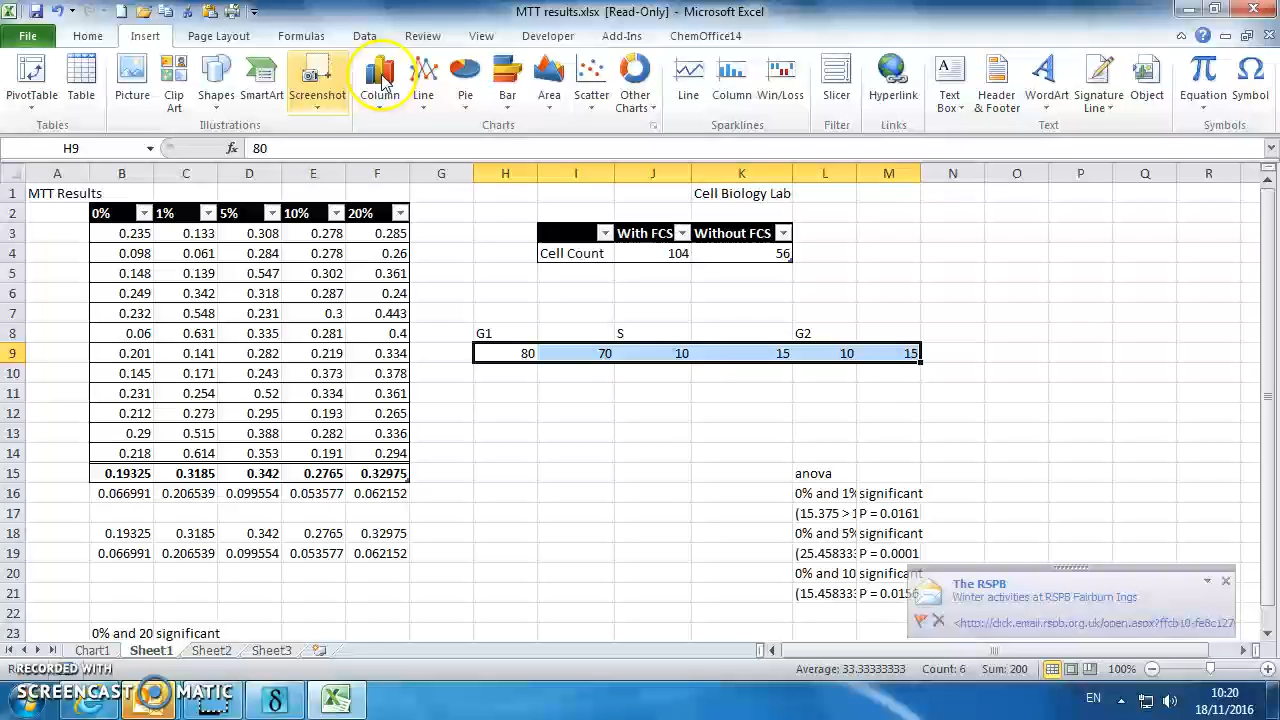 MTT results.xlsx [Read-Only] - Microsoft Excel
File Home Insert Page Layout Formulas Data Review View Developer Add-Ins ChemOffice14
PivotTable Table Picture Clip Art Shapes SmartArt Screenshot Column Line Pie Bar Area Scatter Other Charts Line Column Win/Loss Slicer Hyperlink Text Box Header & Footer WordArt Signature Line Object Equation Symbol
Tables Illustrations Charts Sparklines Filter Links Text Symbols
H9 fx 80
A B C D E F G H I J K L M N O P Q R
1 MTT Results Cell Biology Lab
2 0% 1% 5% 10% 20%
3 0.235 0.133 0.308 0.278 0.285 With FCS Without FCS
4 0.098 0.061 0.284 0.278 0.26 Cell Count 104 56
5 0.148 0.139 0.547 0.302 0.361
6 0.249 0.342 0.318 0.287 0.24
7 0.232 0.548 0.231 0.3 0.443
8 0.06 0.631 0.335 0.281 0.4 G1 S G2
9 0.201 0.141 0.282 0.219 0.334 80 70 10 15 10 15
10 0.145 0.171 0.243 0.373 0.378
11 0.231 0.254 0.52 0.334 0.361
12 0.212 0.273 0.295 0.193 0.265
13 0.29 0.515 0.388 0.282 0.336
14 0.218 0.614 0.353 0.191 0.294
15 0.19325 0.3185 0.342 0.2765 0.32975 anova
16 0.066991 0.206539 0.099554 0.053577 0.062152 0% and 1% significant
17 (15.375 > 1 P = 0.0161
18 0.19325 0.3185 0.342 0.2765 0.32975 0% and 5% significant
19 0.066991 0.206539 0.099554 0.053577 0.062152 (25.458333 P = 0.0001
20 0% and 10 significant
21 (15.458333 P = 0.0156
22
23 0% and 20 significant
The RSPB
Winter activities at RSPB Fairburn Ings
Chart1 Sheet1 Sheet2 Sheet3
Average: 33.33333333 Count: 6 Sum: 200 100%
RECORDED WITH
SCREENCAST MATIC
EN 10:20
18/11/2016